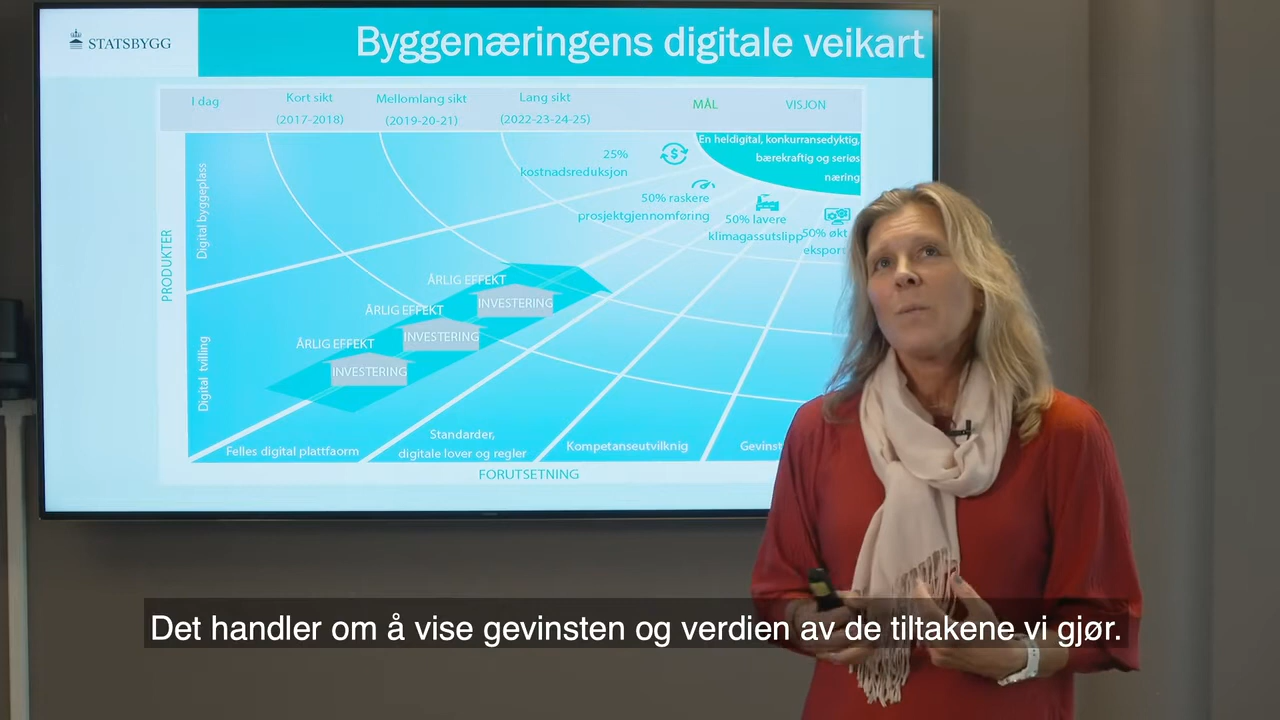 STATSBYGG
Byggenæringens digitale veikart
I dag
Kort sikt
(2017-2018)
Mellomlang sikt
(2019-20-21)
Lang sikt
(2022-23-24-25)
MÅL
VISJON
En heldigital, konkurransedyktig,
bærekraftig og seriøs
næring
25%
kostnadsreduksjon
50% raskere
prosjektgjennomføring
50% lavere
klimagassutslipp
50% økt
eksport
PRODUKTER
Digital byggeplass
Digital tvilling
ÅRLIG EFFEKT
INVESTERING
ÅRLIG EFFEKT
INVESTERING
ÅRLIG EFFEKT
INVESTERING
Felles digital plattfaorm
Standarder,
digitale lover og regler
Kompetanseutvilknig
Gevinst
FORUTSETNING
Det handler om å vise gevinsten og verdien av de tiltakene vi gjør.